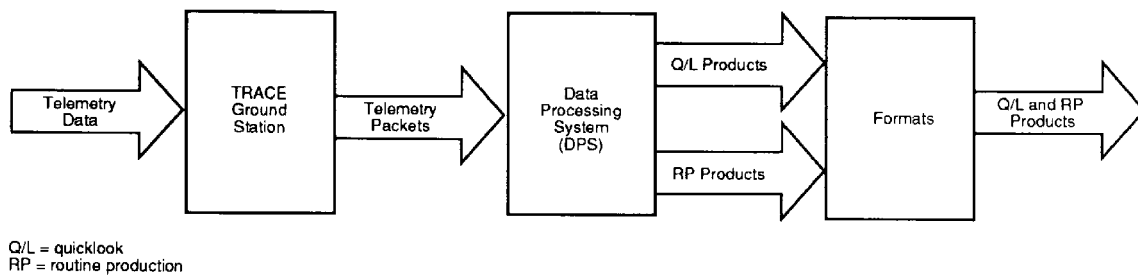 Telemetry
Data
TRACE
Ground
Station
Telemetry
Packets
Data
Processing
System
(DPS)
Q/L Products
RP Products
Formats
Q/L and RP
Products
Q/L = quicklook
RP = routine production